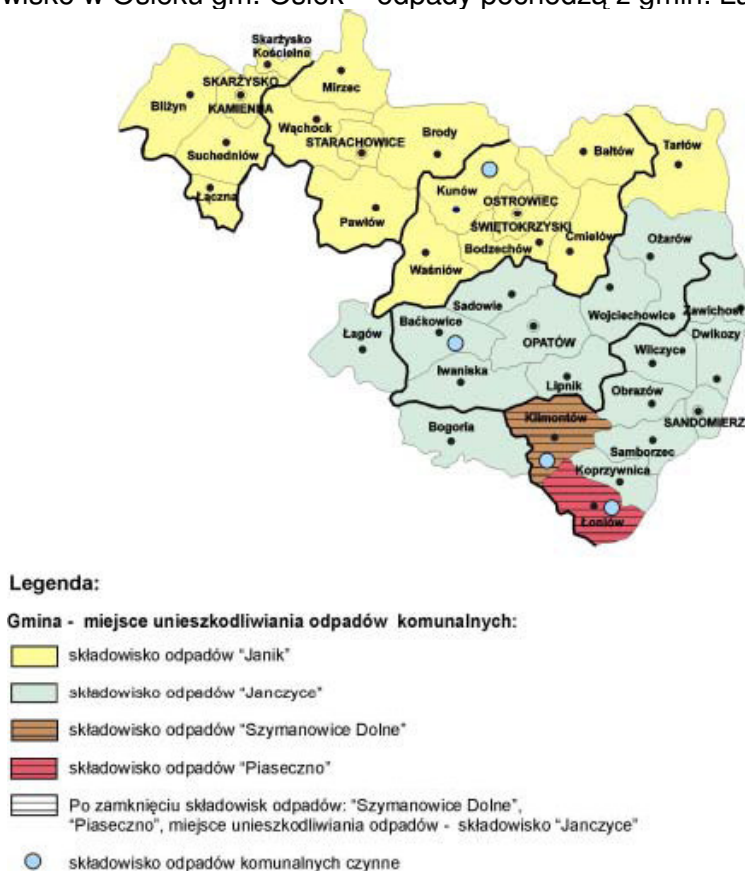 wisko w Osieku gm. Osiek – odpady pochodzą z gmin: Ła
Skarżysko
Kościelne
Mirzec
SKARŻYSKO
KAMIENNA
Bliżyn
Wąchock
STARACHOWICE
Brody
Suchedniów
Bałtów
Tarłów
Łączna
Kunów
OSTROWIEC
ŚWIĘTOKRZYSKI
Pawłów
Bodzechów
Ćmielów
Ożarów
Waśniów
Sadowie
Wojciechowice
Zawichost
Łagów
Baćkowice
OPATÓW
Dwikozy
Wilczyce
Iwaniska
Lipnik
Obrazów
SANDOMIERZ
Bogoria
Klimontów
Samborzec
Koprzywnica
Łoniów
Legenda:
Gmina - miejsce unieszkodliwiania odpadów komunalnych:
składowisko odpadów "Janik"
składowisko odpadów "Janczyce"
składowisko odpadów "Szymanowice Dolne"
składowisko odpadów "Piaseczno"
Po zamknięciu składowisk odpadów: "Szymanowice Dolne",
"Piaseczno", miejsce unieszkodliwiania odpadów - składowisko "Janczyce"
składowisko odpadów komunalnych czynne